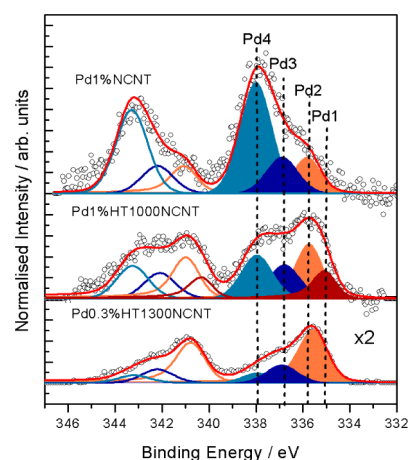 Pd4
Pd3
Pd2
Pd1
Pd1%NCNT
Pd1%HT1000NCNT
Pd0.3%HT1300NCNT
x2
Normalised Intensity / arb. units
346 344 342 340 338 336 334 332
Binding Energy / eV